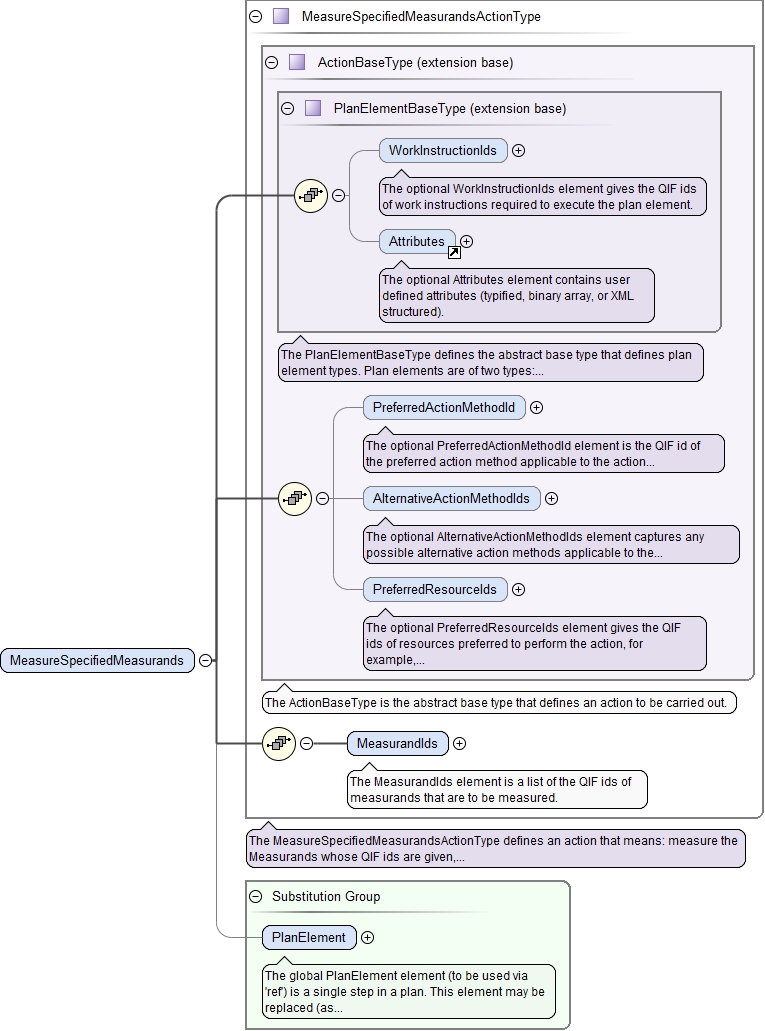 MeasureSpecifiedMeasurandsActionType
ActionBaseType (extension base)
PlanElementBaseType (extension base)
WorkInstructionIds
The optional WorkInstructionIds element gives the QIF ids
of work instructions required to execute the plan element.
Attributes
The optional Attributes element contains user
defined attributes (typified, binary array, or XML
structured).
The PlanElementBaseType defines the abstract base type that defines plan
element types. Plan elements are of two types:...
PreferredActionMethodId
The optional PreferredActionMethodId element is the QIF id of
the preferred action method applicable to the action...
AlternativeActionMethodIds
The optional AlternativeActionMethodIds element captures any
possible alternative action methods applicable to the...
PreferredResourceIds
The optional PreferredResourceIds element gives the QIF
ids of resources preferred to perform the action, for
example,...
MeasureSpecifiedMeasurands
The ActionBaseType is the abstract base type that defines an action to be carried out.
MeasurandIds
The MeasurandIds element is a list of the QIF ids of
measurands that are to be measured.
The MeasureSpecifiedMeasurandsActionType defines an action that means: measure the
Measurands whose QIF ids are given,...
Substitution Group
PlanElement
The global PlanElement element (to be used via
'ref') is a single step in a plan. This element may be
replaced (as...